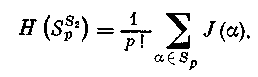 H (S_p^{S_2}) = \frac{1}{p!} \sum_{\alpha \in S_p} J(\alpha).